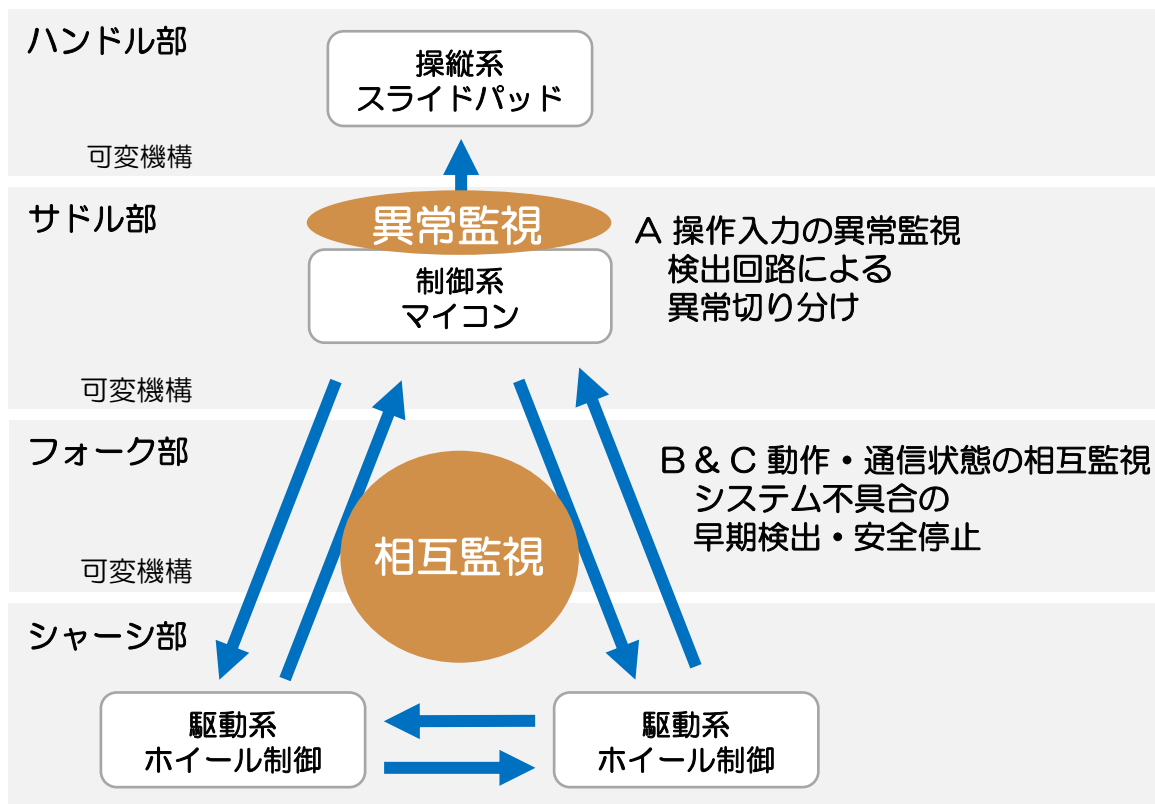 ハンドル部
操縦系
スライドパッド
可変機構
サドル部
異常監視
制御系
マイコン
A 操作入力の異常監視
検出回路による
異常切り分け
可変機構
フォーク部
B & C 動作・通信状態の相互監視
システム不具合の
早期検出・安全停止
相互監視
可変機構
シャーシ部
駆動系
ホイール制御
駆動系
ホイール制御